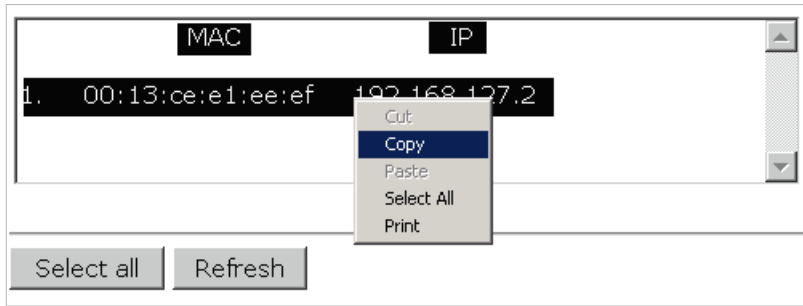 MAC IP
1. 00:13:ce:e1:ee:ef 192.168.127.2
Cut
Copy
Paste
Select All
Print
Select all Refresh